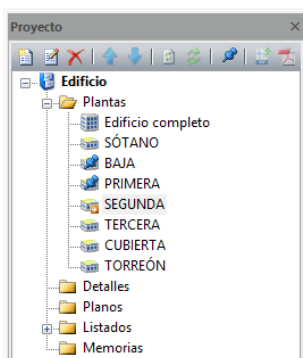 Proyecto
Edificio
Plantas
Edificio completo
SÓTANO
BAJA
PRIMERA
SEGUNDA
TERCERA
CUBIERTA
TORREÓN
Detalles
Planos
Listados
Memorias